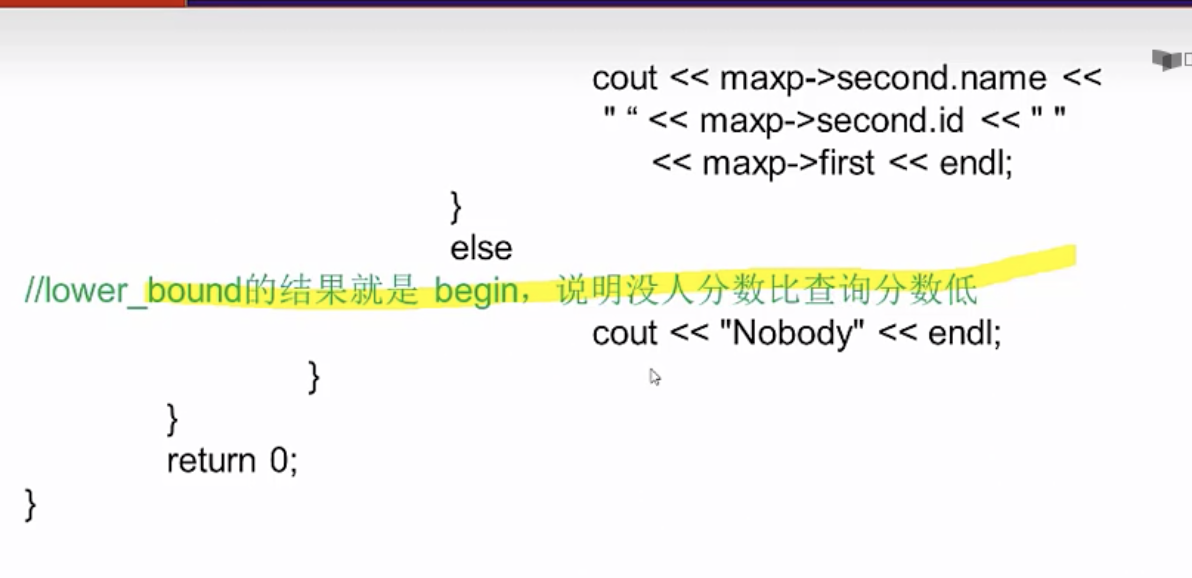 cout << maxp->second.name <<
" “ << maxp->second.id << " "
<< maxp->first << endl;
}
else
//lower_bound的结果就是 begin，说明没人分数比查询分数低
cout << "Nobody" << endl;
}
}
return 0;
}